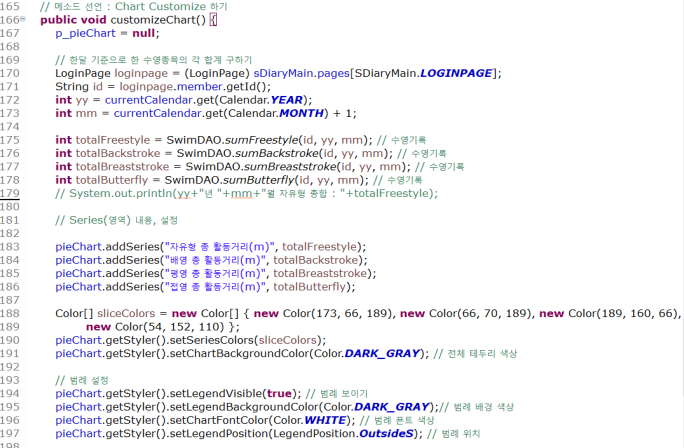 165 // 메소드 선언 : Chart Customize 하기
166 public void customizeChart() {
167 p_pieChart = null;
168
169 // 한달 기준으로 한 수영종목의 각 합계 구하기
170 LoginPage loginpage = (LoginPage) sDiaryMain.pages[SDiaryMain.LOGINPAGE];
171 String id = loginpage.member.getId();
172 int yy = currentCalendar.get(Calendar.YEAR);
173 int mm = currentCalendar.get(Calendar.MONTH) + 1;
174
175 int totalFreestyle = SwimDAO.sumFreestyle(id, yy, mm); // 수영기록
176 int totalBackstroke = SwimDAO.sumBackstroke(id, yy, mm); // 수영기록
177 int totalBreaststroke = SwimDAO.sumBreaststroke(id, yy, mm); // 수영기록
178 int totalButterfly = SwimDAO.sumButterfly(id, yy, mm); // 수영기록
179 // System.out.println(yy+"년 "+mm+"월 자유형 총합 : "+totalFreestyle);
180
181 // Series(영역) 내용, 설정
182
183 pieChart.addSeries("자유형 총 활동거리(m)", totalFreestyle);
184 pieChart.addSeries("배영 총 활동거리(m)", totalBackstroke);
185 pieChart.addSeries("평영 총 활동거리(m)", totalBreaststroke);
186 pieChart.addSeries("접영 총 활동거리(m)", totalButterfly);
187
188 Color[] sliceColors = new Color[] { new Color(173, 66, 189), new Color(66, 70, 189), new Color(189, 160, 66),
189 new Color(54, 152, 110) };
190 pieChart.getStyler().setSeriesColors(sliceColors);
191 pieChart.getStyler().setChartBackgroundColor(Color.DARK_GRAY); // 전체 테두리 색상
192
193 // 범례 설정
194 pieChart.getStyler().setLegendVisible(true); // 범례 보이기
195 pieChart.getStyler().setLegendBackgroundColor(Color.DARK_GRAY);// 범례 배경 색상
196 pieChart.getStyler().setChartFontColor(Color.WHITE); // 범례 폰트 색상
197 pieChart.getStyler().setLegendPosition(LegendPosition.OutsideS); // 범례 위치
198